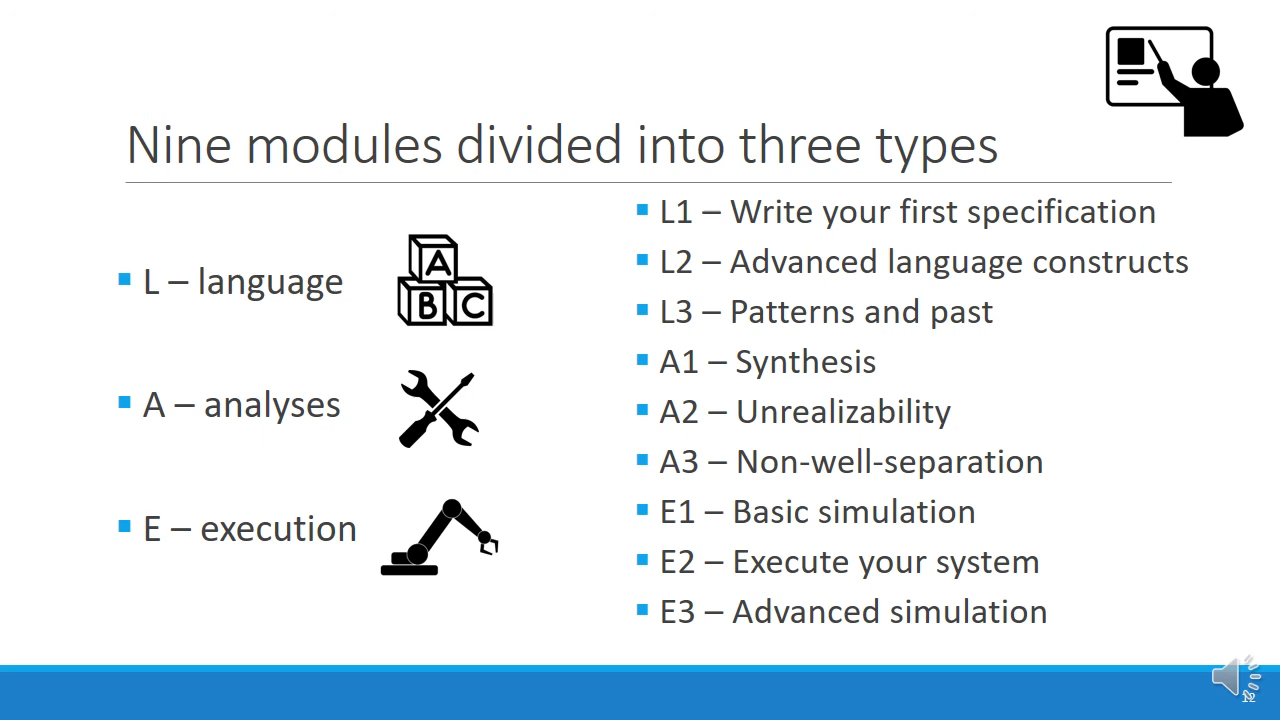 Nine modules divided into three types
L – language
A – analyses
E – execution
A
B
C
L1 – Write your first specification
L2 – Advanced language constructs
L3 – Patterns and past
A1 – Synthesis
A2 – Unrealizability
A3 – Non-well-separation
E1 – Basic simulation
E2 – Execute your system
E3 – Advanced simulation
12